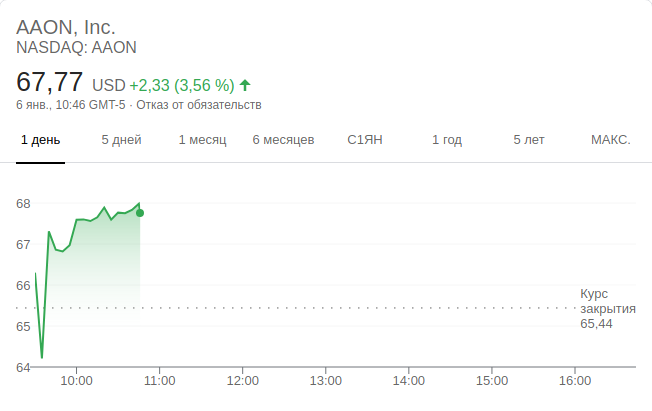 AAON, Inc.
NASDAQ: AAON
67,77 USD +2,33 (3,56 %)
6 янв., 10:46 GMT-5 · Отказ от обязательств
1 день 5 дней 1 месяц 6 месяцев С1ЯН 1 год 5 лет МАКС.
68
67
66
65
64
Курс
закрытия
65,44
10:00 11:00 12:00 13:00 14:00 15:00 16:00